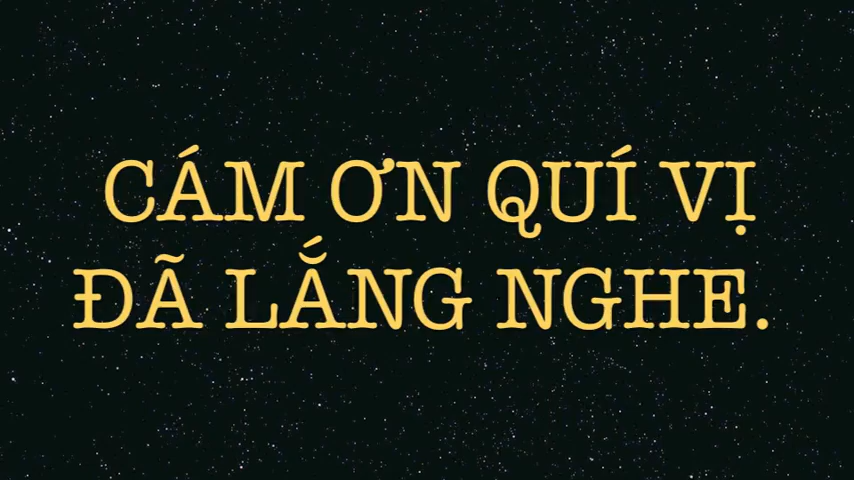 CÁM ƠN QUÍ VỊ
ĐÃ LẮNG NGHE.